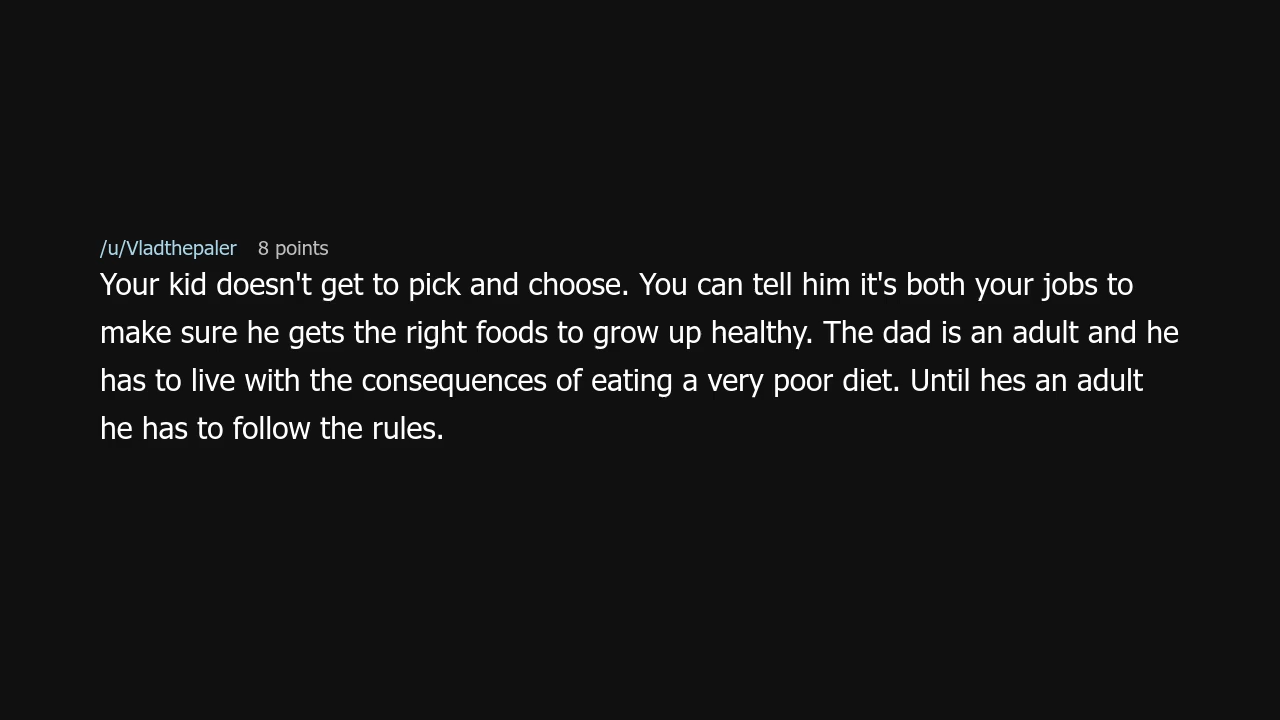 /u/Vladthepaler 8 points
Your kid doesn't get to pick and choose. You can tell him it's both your jobs to
make sure he gets the right foods to grow up healthy. The dad is an adult and he
has to live with the consequences of eating a very poor diet. Until hes an adult
he has to follow the rules.